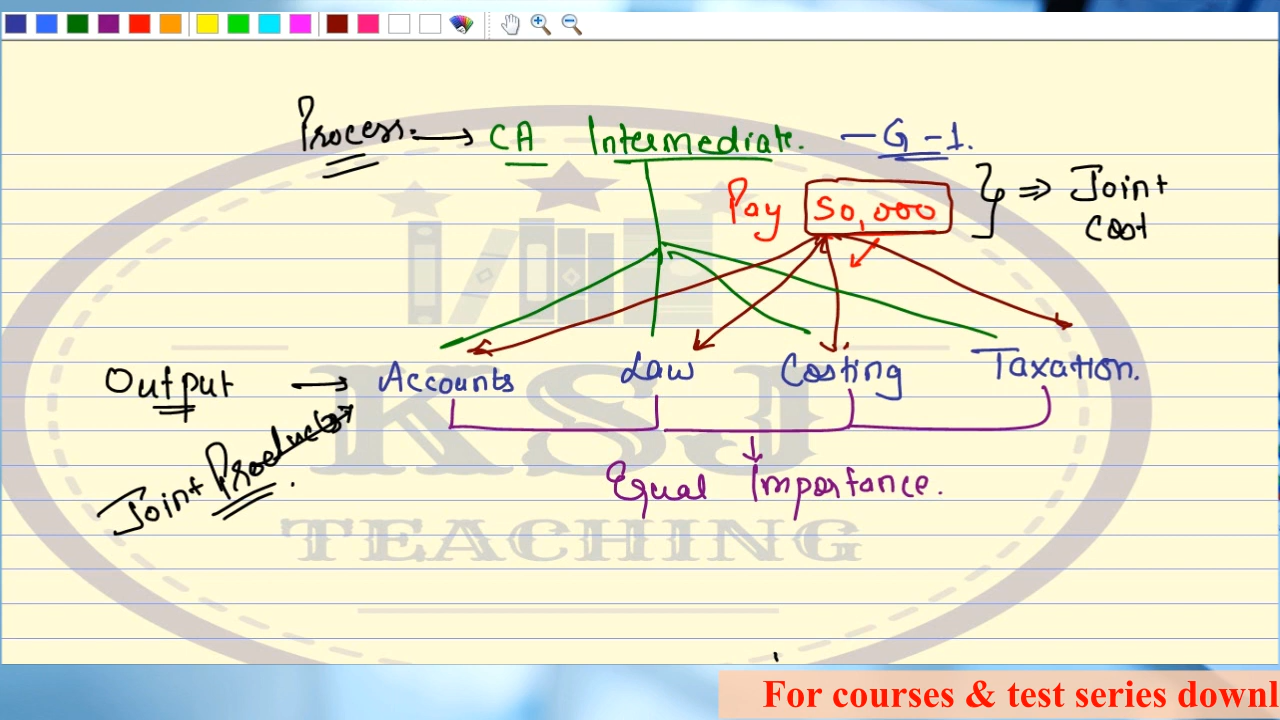 Process. → CA Intermediate. - G-1.
Pay 50,000 } ⇒ Joint
Cost
Output → Accounts Law Costing Taxation.
Joint Products.
Equal Importance.
KSJ
TEACHING
For courses & test series downl